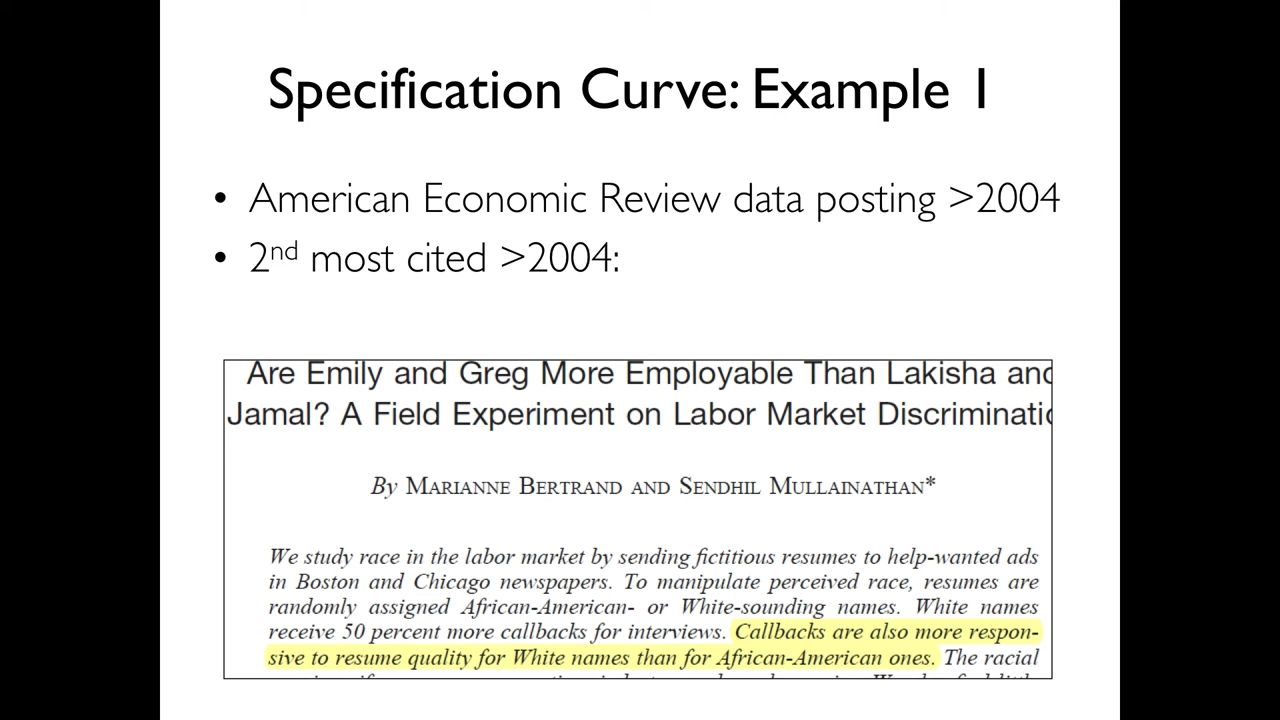 Specification Curve: Example 1
• American Economic Review data posting >2004
• 2nd most cited >2004:
Are Emily and Greg More Employable Than Lakisha and
Jamal? A Field Experiment on Labor Market Discriminatio
By MARIANNE BERTRAND AND SENDHIL MULLAINATHAN*
We study race in the labor market by sending fictitious resumes to help-wanted ads
in Boston and Chicago newspapers. To manipulate perceived race, resumes are
randomly assigned African-American- or White-sounding names. White names
receive 50 percent more callbacks for interviews. Callbacks are also more respon-
sive to resume quality for White names than for African-American ones. The racial